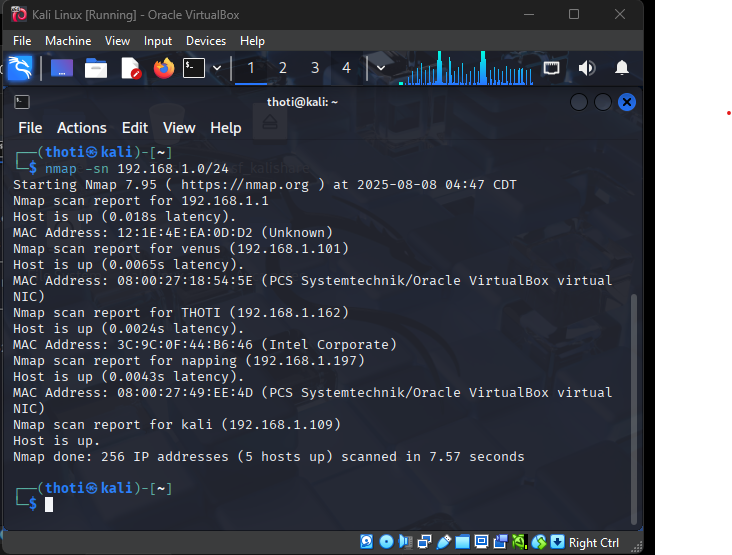 Kali Linux [Running] - Oracle VirtualBox
File Machine View Input Devices Help
1 2 3 4
thoti@kali: ~
File Actions Edit View Help
┌──(thoti㉿kali)-[~]
└─$ nmap -sn 192.168.1.0/24
Starting Nmap 7.95 ( https://nmap.org ) at 2025-08-08 04:47 CDT
Nmap scan report for 192.168.1.1
Host is up (0.018s latency).
MAC Address: 12:1E:4E:EA:0D:D2 (Unknown)
Nmap scan report for venus (192.168.1.101)
Host is up (0.0065s latency).
MAC Address: 08:00:27:18:54:5E (PCS Systemtechnik/Oracle VirtualBox virtual
NIC)
Nmap scan report for THOTI (192.168.1.162)
Host is up (0.0024s latency).
MAC Address: 3C:9C:0F:44:B6:46 (Intel Corporate)
Nmap scan report for napping (192.168.1.197)
Host is up (0.0043s latency).
MAC Address: 08:00:27:49:EE:4D (PCS Systemtechnik/Oracle VirtualBox virtual
NIC)
Nmap scan report for kali (192.168.1.109)
Host is up.
Nmap done: 256 IP addresses (5 hosts up) scanned in 7.57 seconds
┌──(thoti㉿kali)-[~]
└─$
Right Ctrl